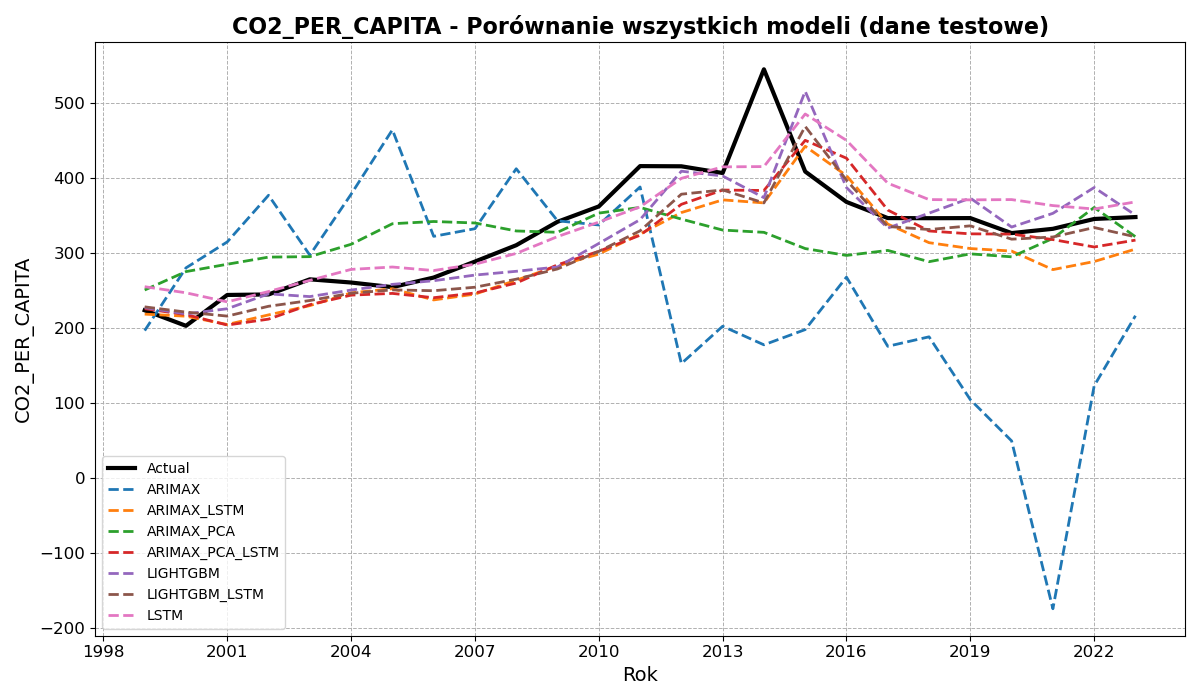 CO2_PER_CAPITA - Porównanie wszystkich modeli (dane testowe)
CO2_PER_CAPITA
500
400
300
200
100
0
−100
−200
Actual
ARIMAX
ARIMAX_LSTM
ARIMAX_PCA
ARIMAX_PCA_LSTM
LIGHTGBM
LIGHTGBM_LSTM
LSTM
1998 2001 2004 2007 2010 2013 2016 2019 2022
Rok